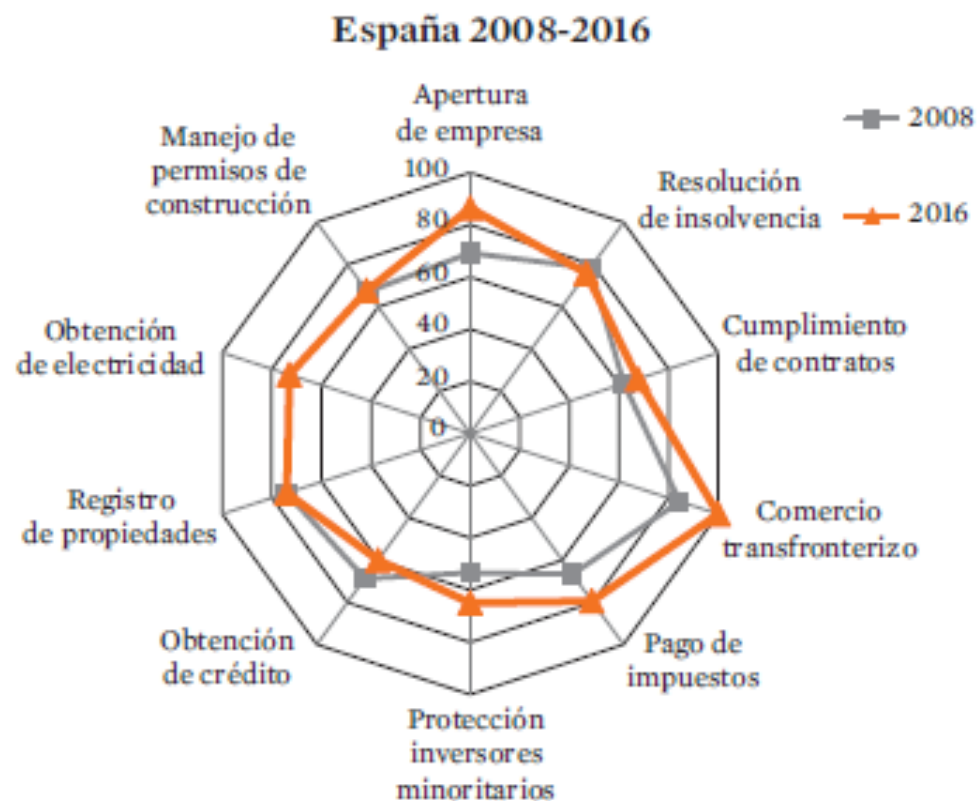 España 2008-2016
Apertura
de empresa
2008
Resolución
de insolvencia
2016
Cumplimiento
de contratos
Comercio
transfronterizo
Pago de
impuestos
Protección
inversores
minoritarios
Obtención
de crédito
Registro
de propiedades
Obtención
de electricidad
Manejo de
permisos de
construcción
100
80
60
40
20
0